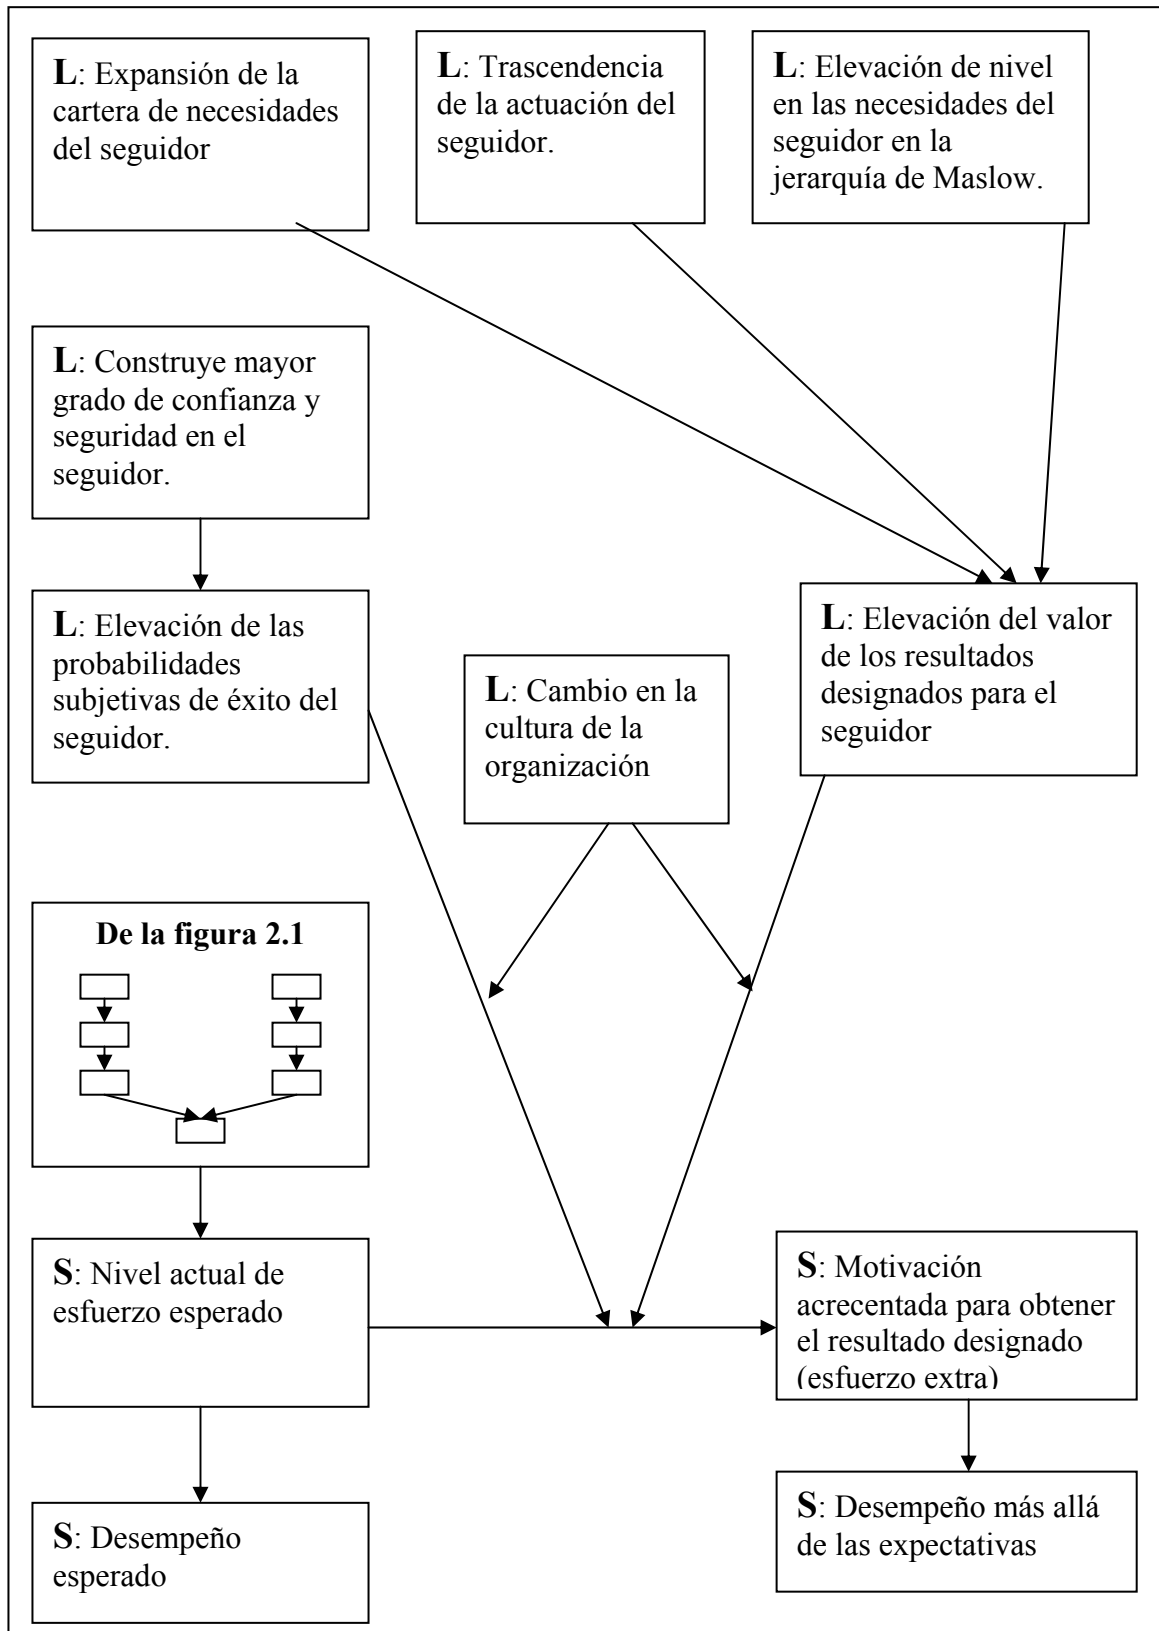 L: Expansión de la
cartera de necesidades
del seguidor
L: Trascendencia
de la actuación del
seguidor.
L: Elevación de nivel
en las necesidades del
seguidor en la
jerarquía de Maslow.
L: Construye mayor
grado de confianza y
seguridad en el
seguidor.
L: Elevación de las
probabilidades
subjetivas de éxito del
seguidor.
L: Cambio en la
cultura de la
organización
L: Elevación del valor
de los resultados
designados para el
seguidor
De la figura 2.1
S: Nivel actual de
esfuerzo esperado
S: Motivación
acrecentada para obtener
el resultado designado
(esfuerzo extra)
S: Desempeño
esperado
S: Desempeño más allá
de las expectativas